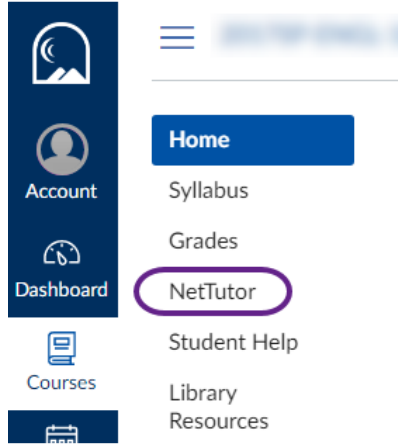 Account
Dashboard
Courses
Home
Syllabus
Grades
NetTutor
Student Help
Library
Resources